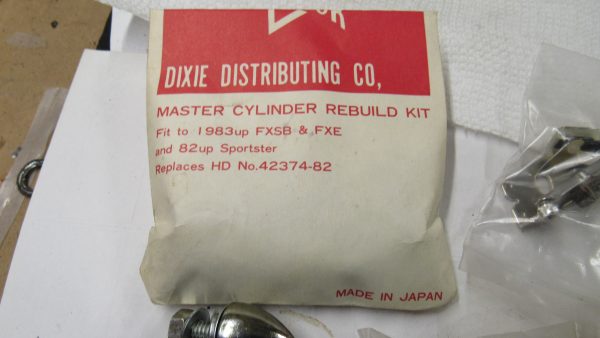 DIXIE DISTRIBUTING CO,
MASTER CYLINDER REBUILD KIT
Fit to 1983up FXSB & FXE
and 82up Sportster
Replaces HD No.42374-82
MADE IN JAPAN